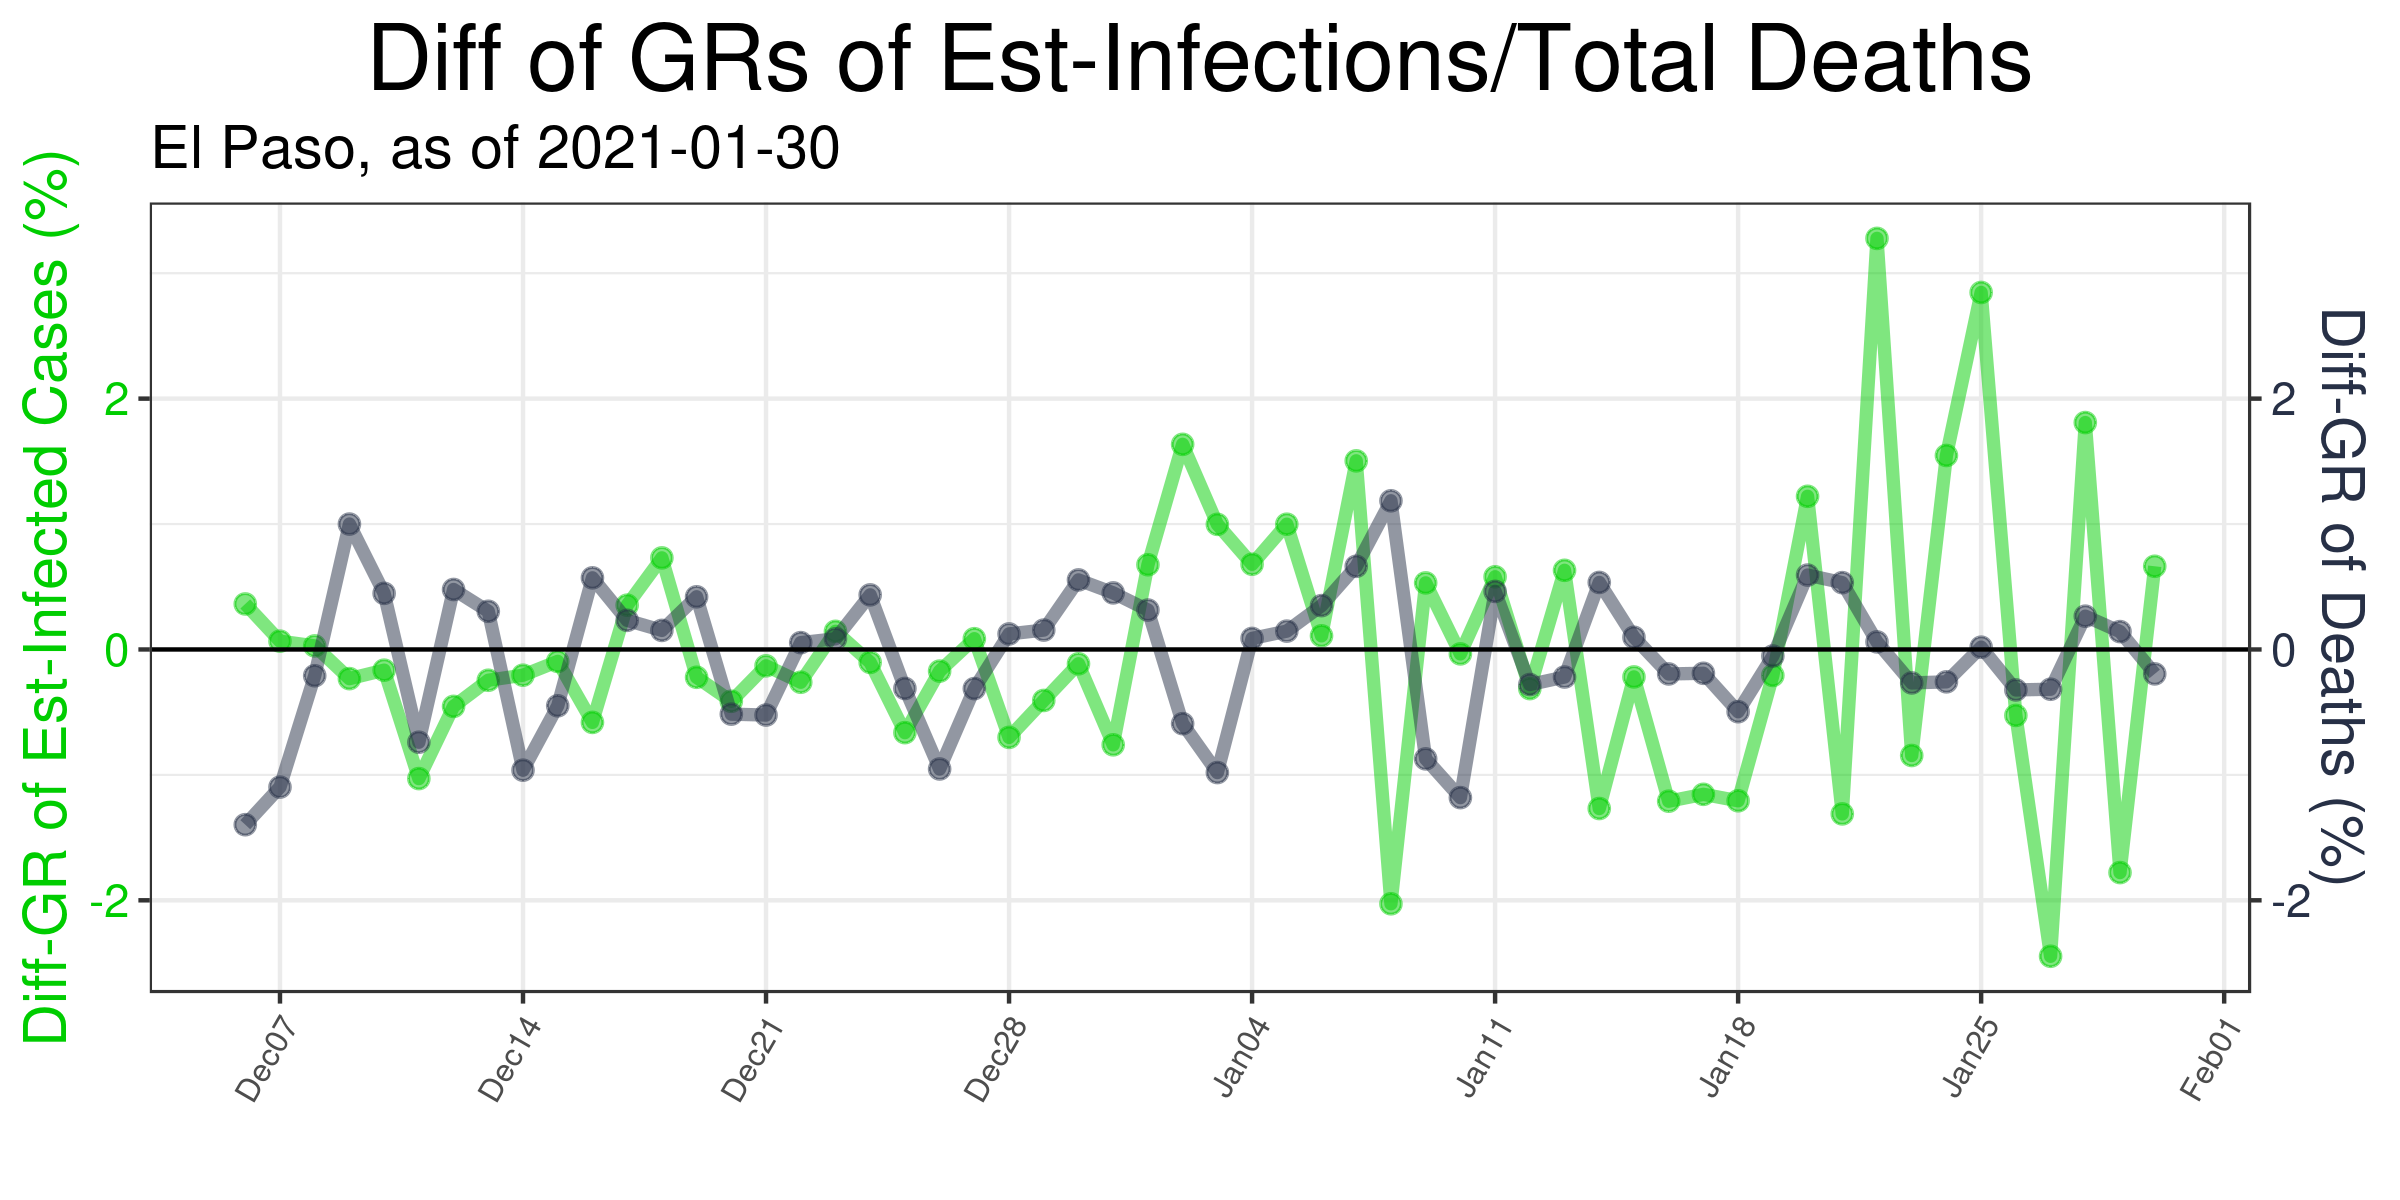 Diff of GRs of Est-Infections/Total Deaths
El Paso, as of 2021-01-30
Diff-GR of Est-Infected Cases (%)
2
0
-2
2
0
-2
Diff-GR of Deaths (%)
Dec07
Dec14
Dec21
Dec28
Jan04
Jan11
Jan18
Jan25
Feb01